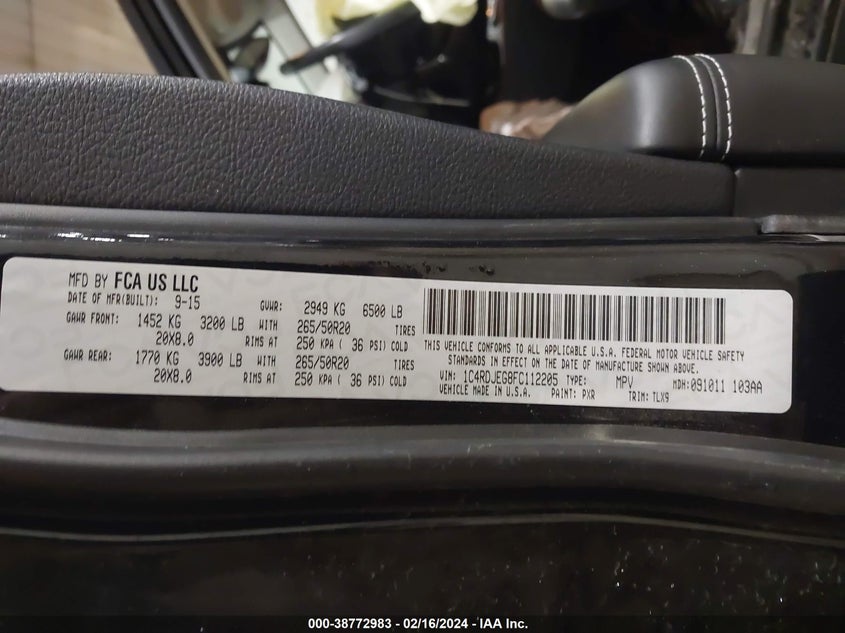 MFD BY FCA US LLC
DATE OF MFR(BUILT): 9-15 GVWR: 2949 KG 6500 LB
GAWR FRONT: 1452 KG 3200 LB WITH 265/50R20 TIRES
20X8.0 RIMS AT 250 KPA ( 36 PSI) COLD
GAWR REAR: 1770 KG 3900 LB WITH 265/50R20 TIRES
20X8.0 RIMS AT 250 KPA ( 36 PSI) COLD
THIS VEHICLE CONFORMS TO ALL APPLICABLE U.S.A. FEDERAL MOTOR VEHICLE SAFETY
STANDARDS IN EFFECT ON THE DATE OF MANUFACTURE SHOWN ABOVE.
VIN: 1C4RDJEG8FC112205 TYPE: MPV MDH: 091011 103AA
VEHICLE MADE IN U.S.A. PAINT: PXR TRIM: TLX9
000-38772983 - 02/16/2024 - IAA Inc.